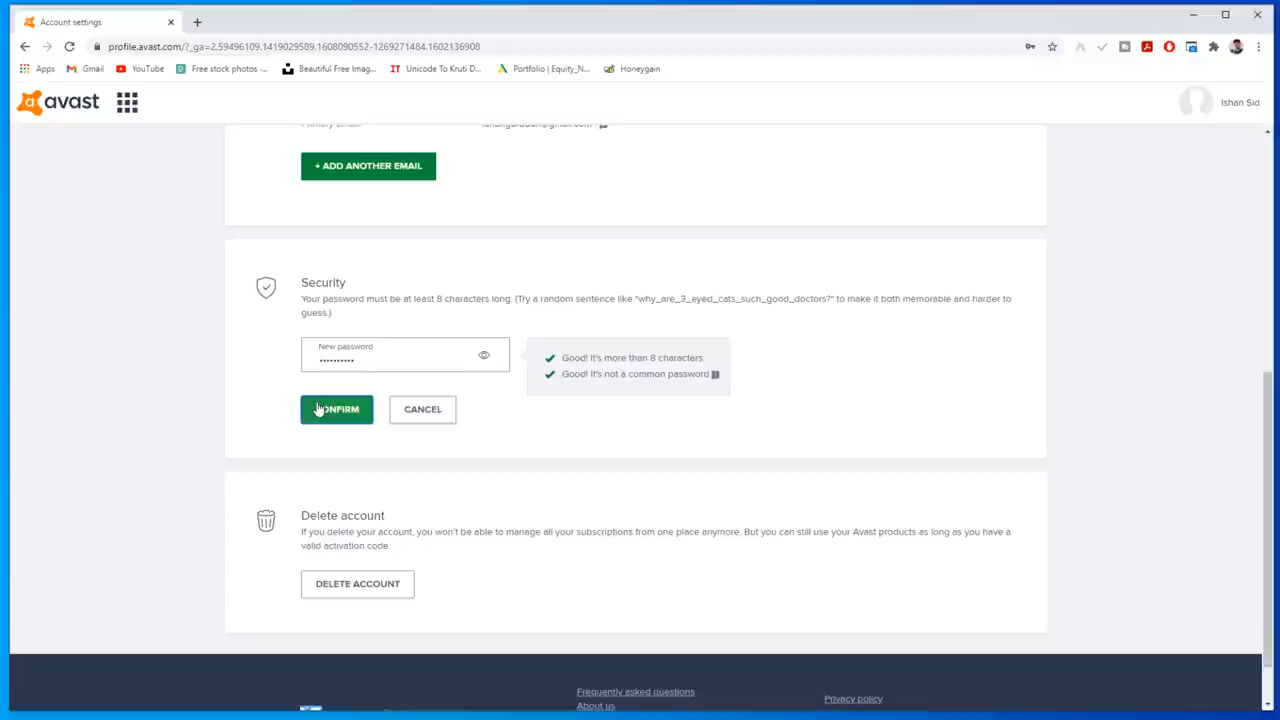 Account settings
profile.avast.com/?_ga=2.59496109.1419029589.1608090552-1269271484.1602136908
Apps Gmail YouTube Free stock photos -... Beautiful Free Imag... Unicode To Kruti D... Portfolio | Equity_N... Honeygain
avast Ishan Sid
Primary email:
+ ADD ANOTHER EMAIL
Security
Your password must be at least 8 characters long. (Try a random sentence like "why_are_3_eyed_cats_such_good_doctors?" to make it both memorable and harder to
guess.)
New password
Good! It's more than 8 characters
Good! It's not a common password
CONFIRM CANCEL
Delete account
If you delete your account, you won't be able to manage all your subscriptions from one place anymore. But you can still use your Avast products as long as you have a
valid activation code.
DELETE ACCOUNT
Frequently asked questions
Privacy policy
About us